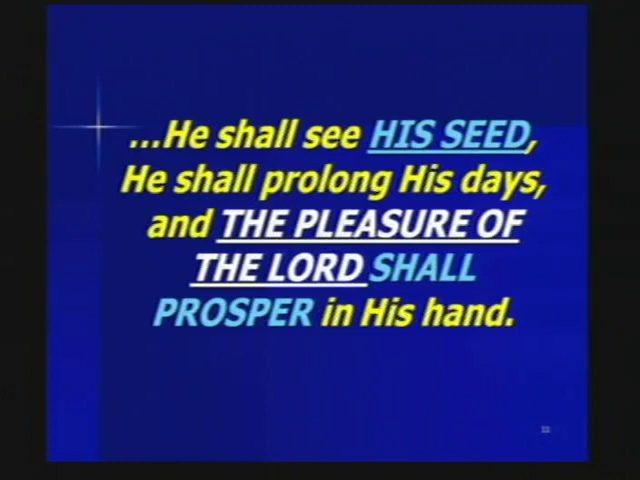 ...He shall see HIS SEED,
He shall prolong His days,
and THE PLEASURE OF
THE LORD SHALL
PROSPER in His hand.